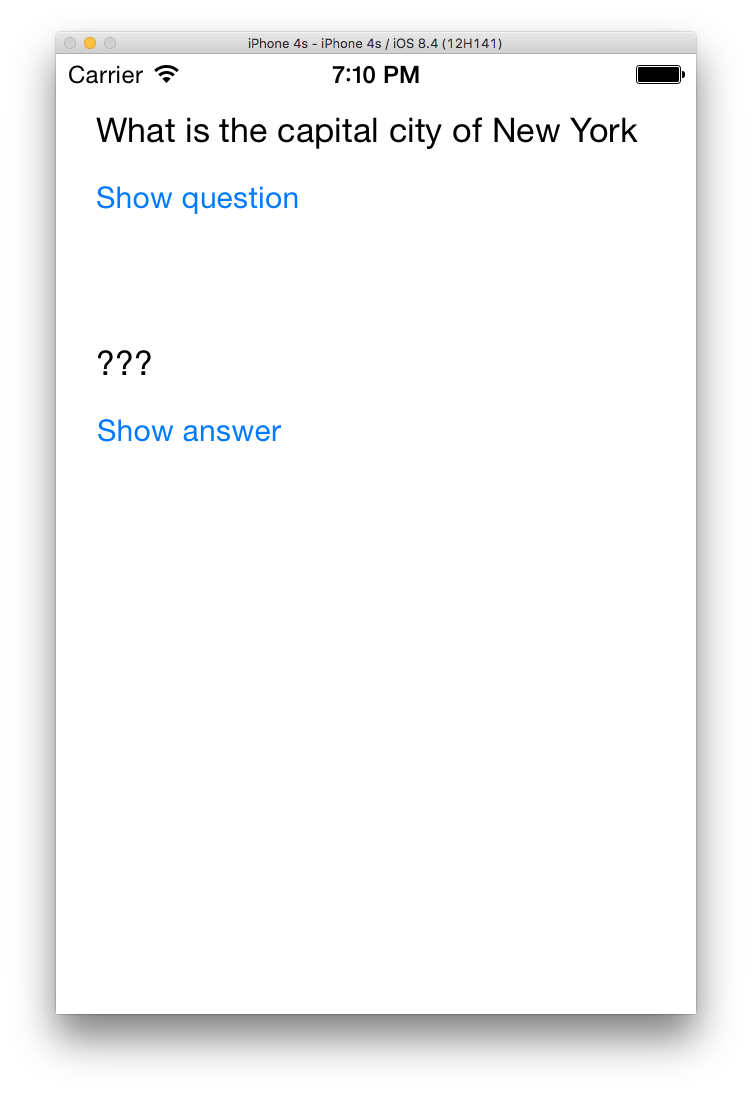 iPhone 4s - iPhone 4s / iOS 8.4 (12H141)
Carrier 7:10 PM
What is the capital city of New York
Show question
???
Show answer